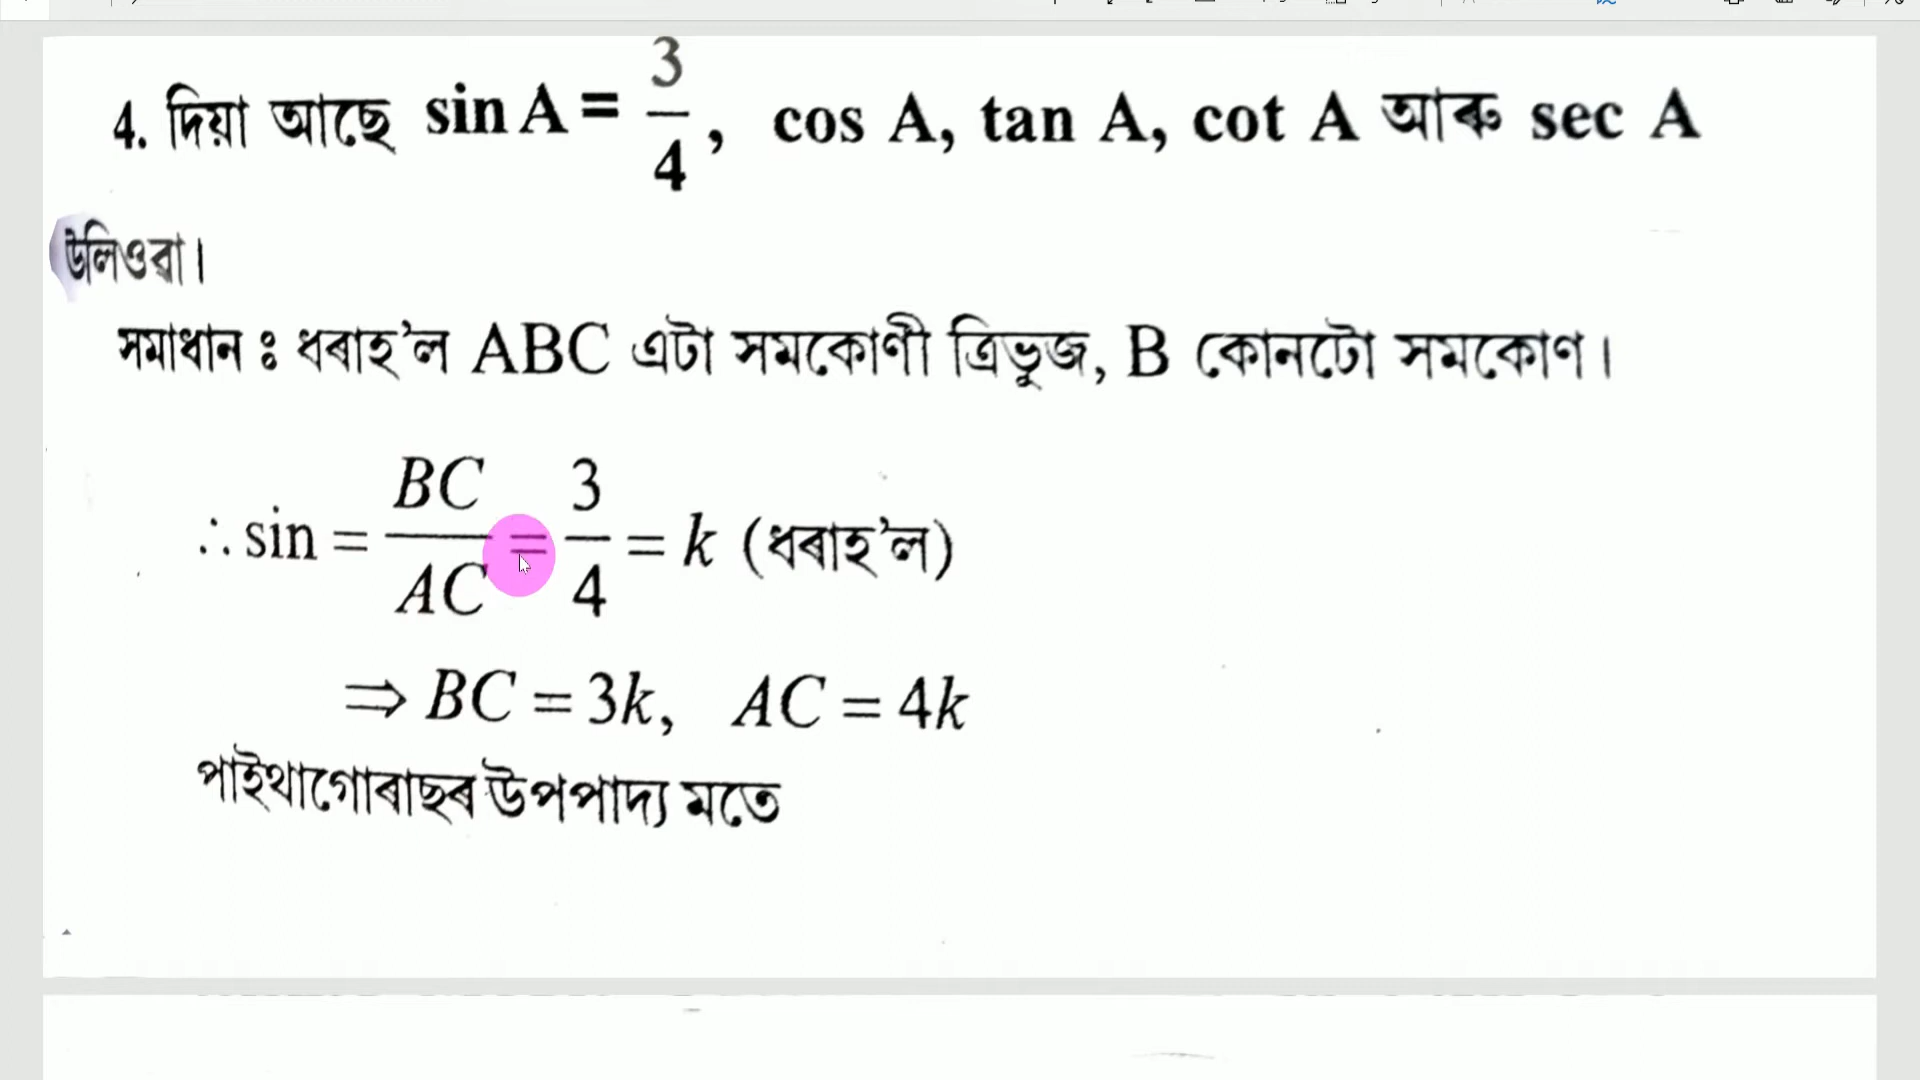 4. দিয়া আছে sin A = 3/4, cos A, tan A, cot A আৰু sec A
উলিওৱা।
সমাধান ঃ ধৰাহ’ল ABC এটা সমকোণী ত্ৰিভূজ, B কোনটো সমকোণ।
∴ sin = BC/AC = 3/4 = k (ধৰাহ’ল)
⇒ BC = 3k, AC = 4k
পাইথাগোৰাছৰ উপপাদ্য মতে